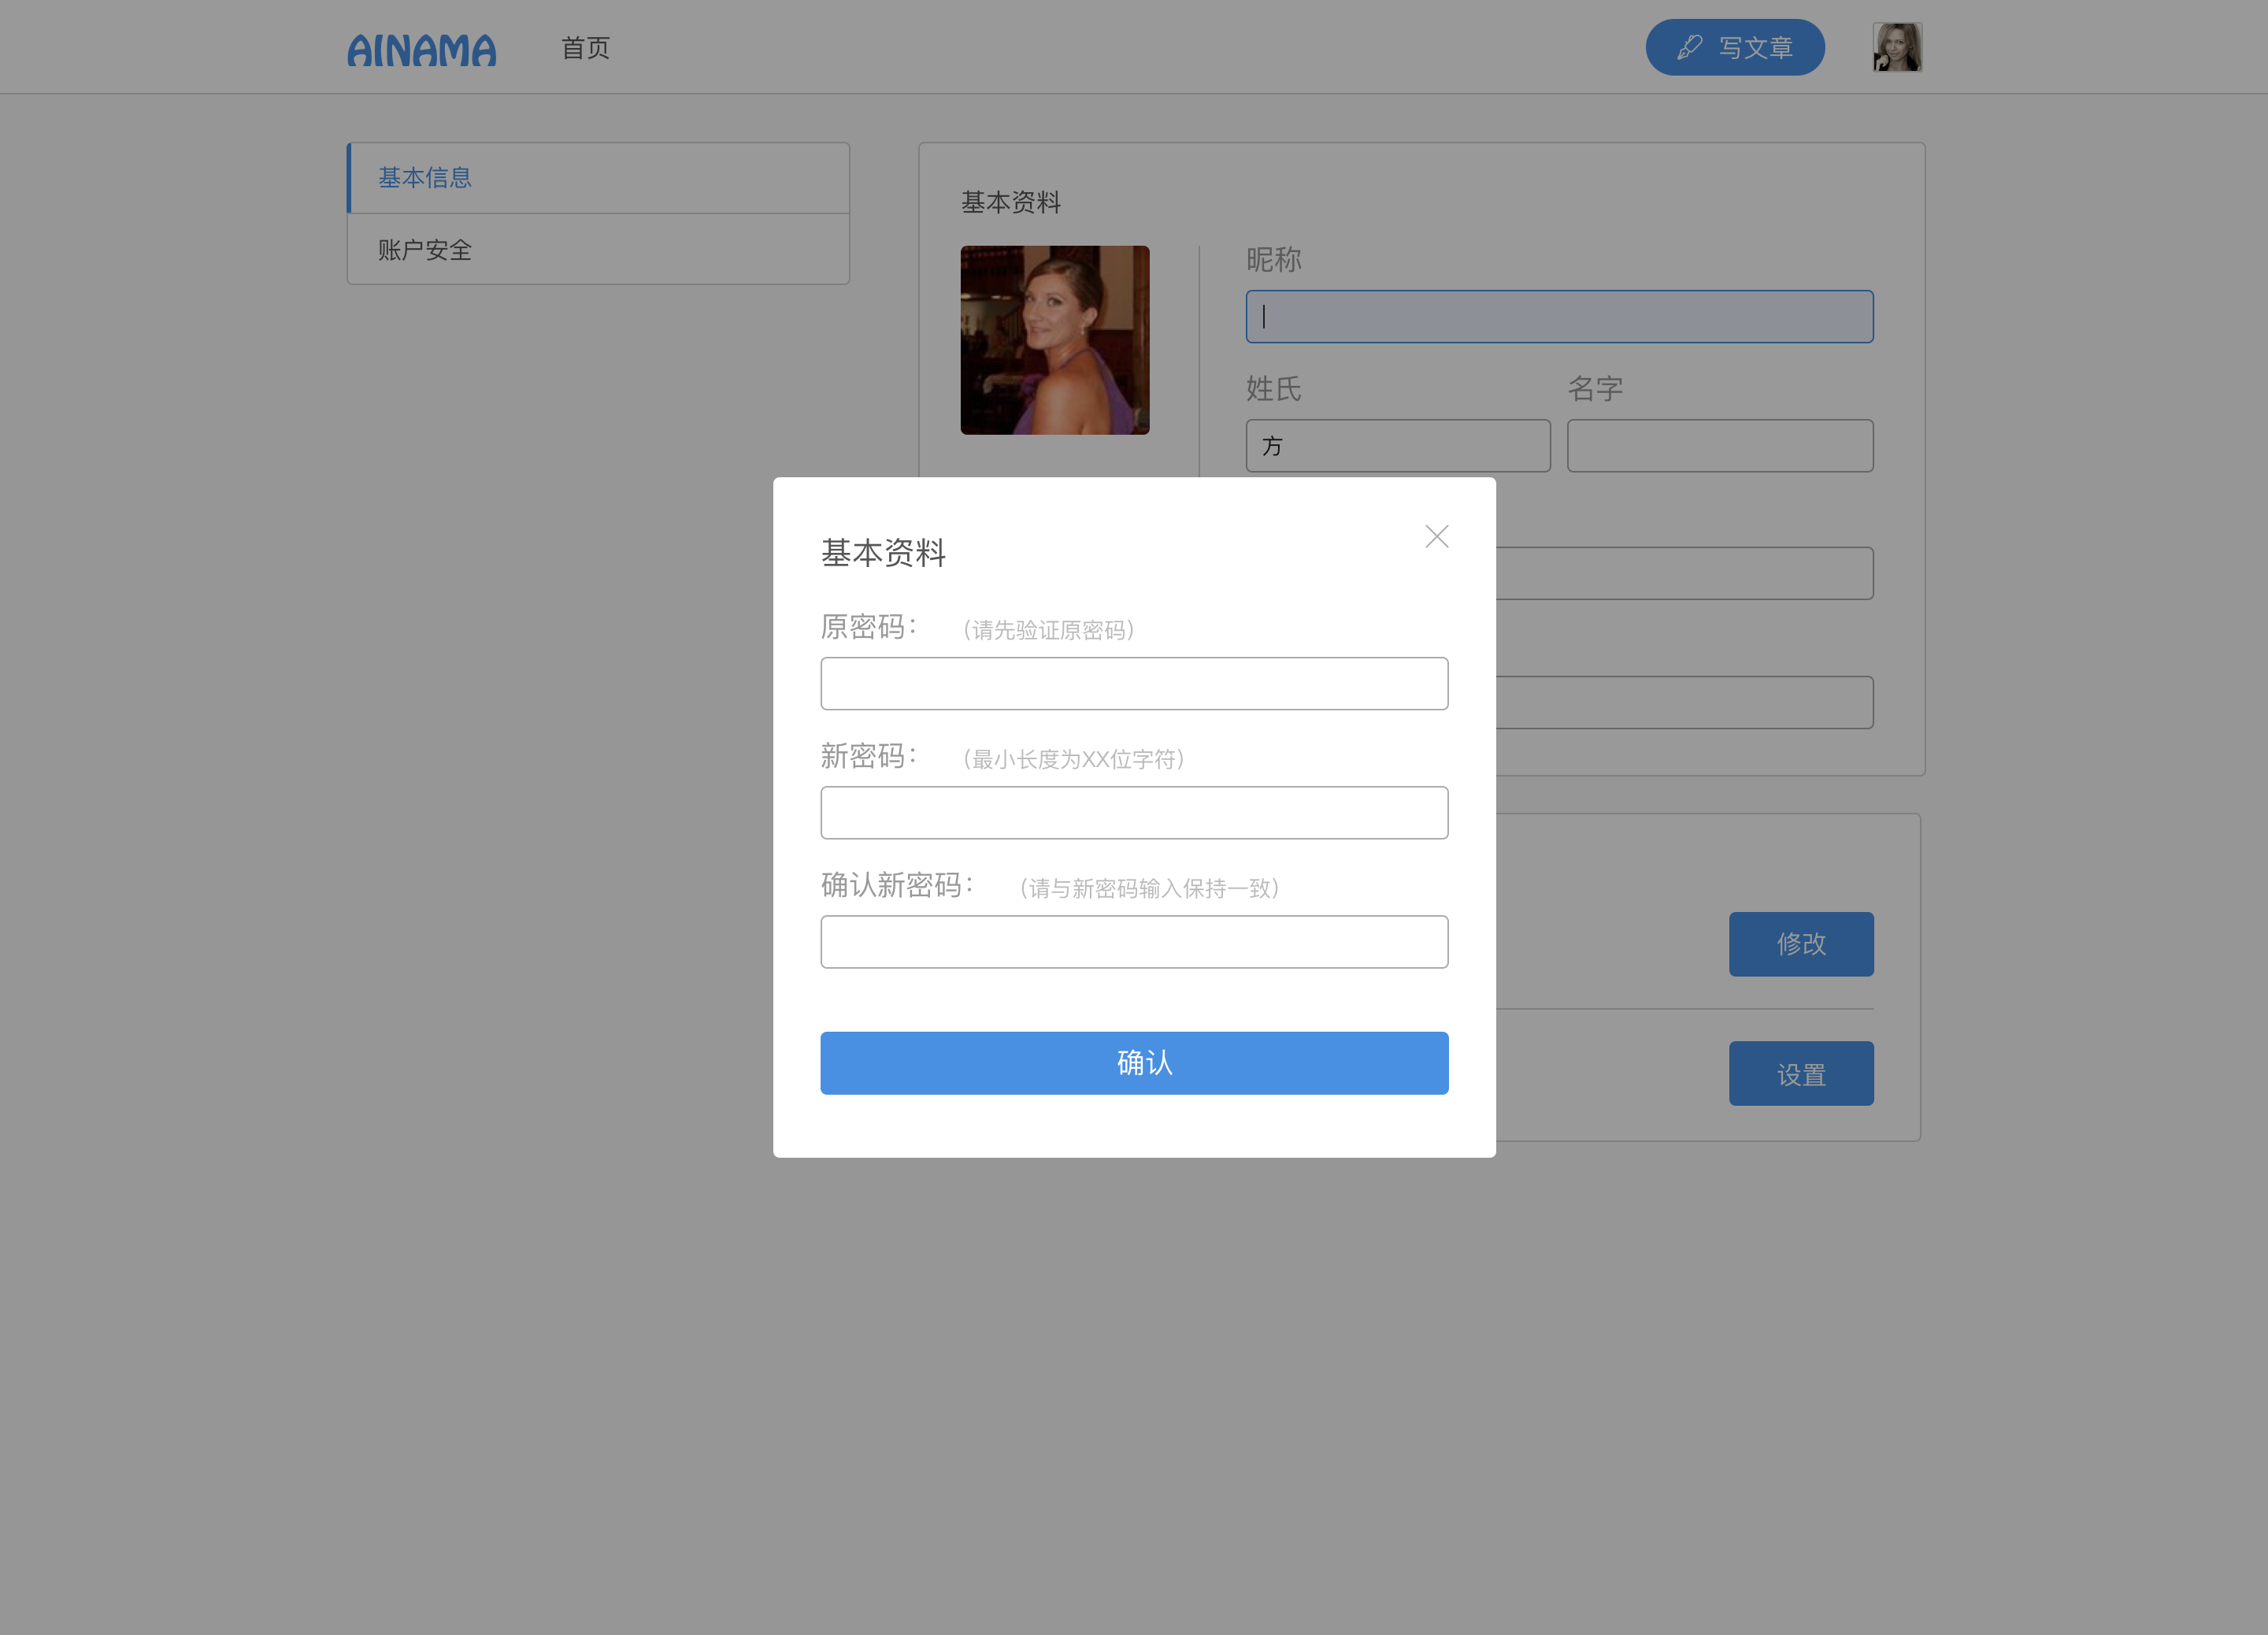 AINAMA
首页
写文章
基本信息
账户安全
基本资料
昵称
姓氏
名字
方
基本资料
原密码：
(请先验证原密码)
新密码：
(最小长度为XX位字符)
确认新密码：
(请与新密码输入保持一致)
确认
修改
设置